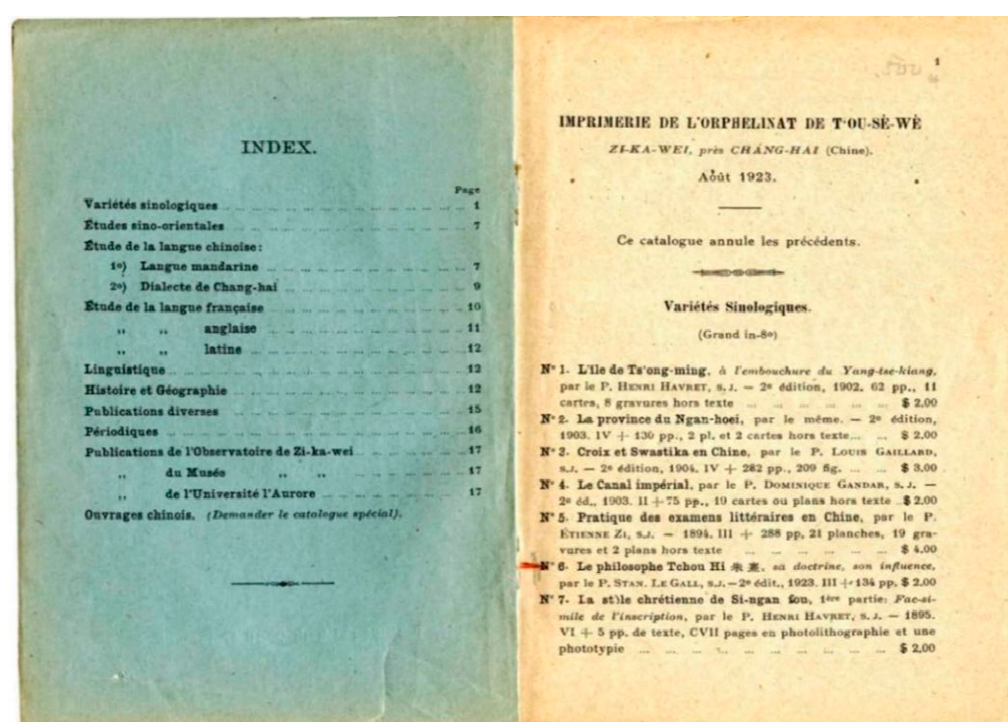 INDEX.
Page
Variétés sinologiques ... 1
Études sino-orientales ... 7
Étude de la langue chinoise:
1o) Langue mandarine ... 7
2o) Dialecte de Chang-hai ... 9
Étude de la langue française ... 10
,, ,, anglaise ... 11
,, ,, latine ... 12
Linguistique ... 12
Histoire et Géographie ... 12
Publications diverses ... 15
Périodiques ... 16
Publications de l'Observatoire de Zi-ka-wei ... 17
,, du Musée ,, ,, ... 17
,, de l'Université l'Aurore ... 17
Ouvrages chinois. (Demander le catalogue spécial).
1
IMPRIMERIE DE L'ORPHELINAT DE T'OU-SÈ-WÈ
ZI-KA-WEI, près CHANG-HAI (Chine).
Août 1923.
Ce catalogue annule les précédents.
Variétés Sinologiques.
(Grand in-8o)
No 1. L'île de Ts'ong-ming, à l'embouchure du Yang-tse-kiang,
par le P. HENRI HAVRET, S.J. — 2e édition, 1902. 62 pp., 11
cartes, 8 gravures hors texte ... $ 2.00
No 2. La province du Ngan-hoei, par le même. — 2e édition,
1903. IV + 130 pp., 2 pl. et 2 cartes hors texte... $ 2.00
No 3. Croix et Swastika en Chine, par le P. LOUIS GAILLARD,
S.J. — 2e édition, 1904. IV + 282 pp., 209 fig. ... $ 3.00
No 4. Le Canal impérial, par le P. DOMINIQUE GANDAR, S.J. —
2e éd., 1903. II + 75 pp., 19 cartes ou plans hors texte .. $ 2.00
No 5. Pratique des examens littéraires en Chine, par le P.
ÉTIENNE ZI, S.J. — 1894. III + 288 pp, 21 planches, 19 gra-
vures et 2 plans hors texte ... $ 4.00
No 6. Le philosophe Tchou Hi 朱熹, sa doctrine, son influence,
par le P. STAN. LE GALL, S.J. — 2e édit., 1923. III + 134 pp. $ 2.00
No 7. La stèle chrétienne de Si-ngan fou, 1ère partie: Fac-si-
mile de l'inscription, par le P. HENRI HAVRET, S.J. — 1895.
VI + 5 pp. de texte, CVII pages en photolithographie et une
phototypie ... $ 2.00